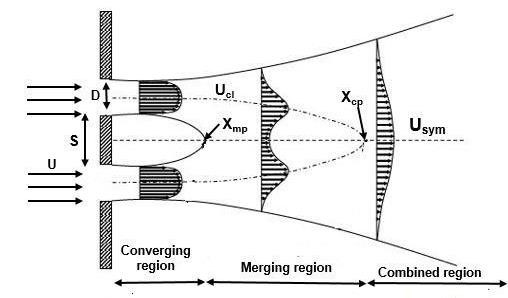 D
U_cl
X_mp
X_cp
S
U_sym
U
Converging
region
Merging region
Combined region